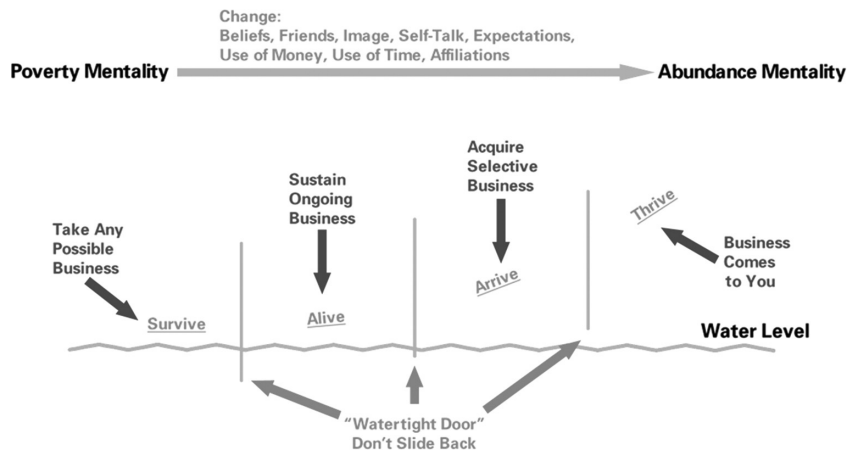 Change:
Beliefs, Friends, Image, Self-Talk, Expectations,
Use of Money, Use of Time, Affiliations
Poverty Mentality
Abundance Mentality
Take Any
Possible
Business
Survive
Sustain
Ongoing
Business
Alive
Acquire
Selective
Business
Arrive
Thrive
Business
Comes
to You
Water Level
“Watertight Door”
Don’t Slide Back